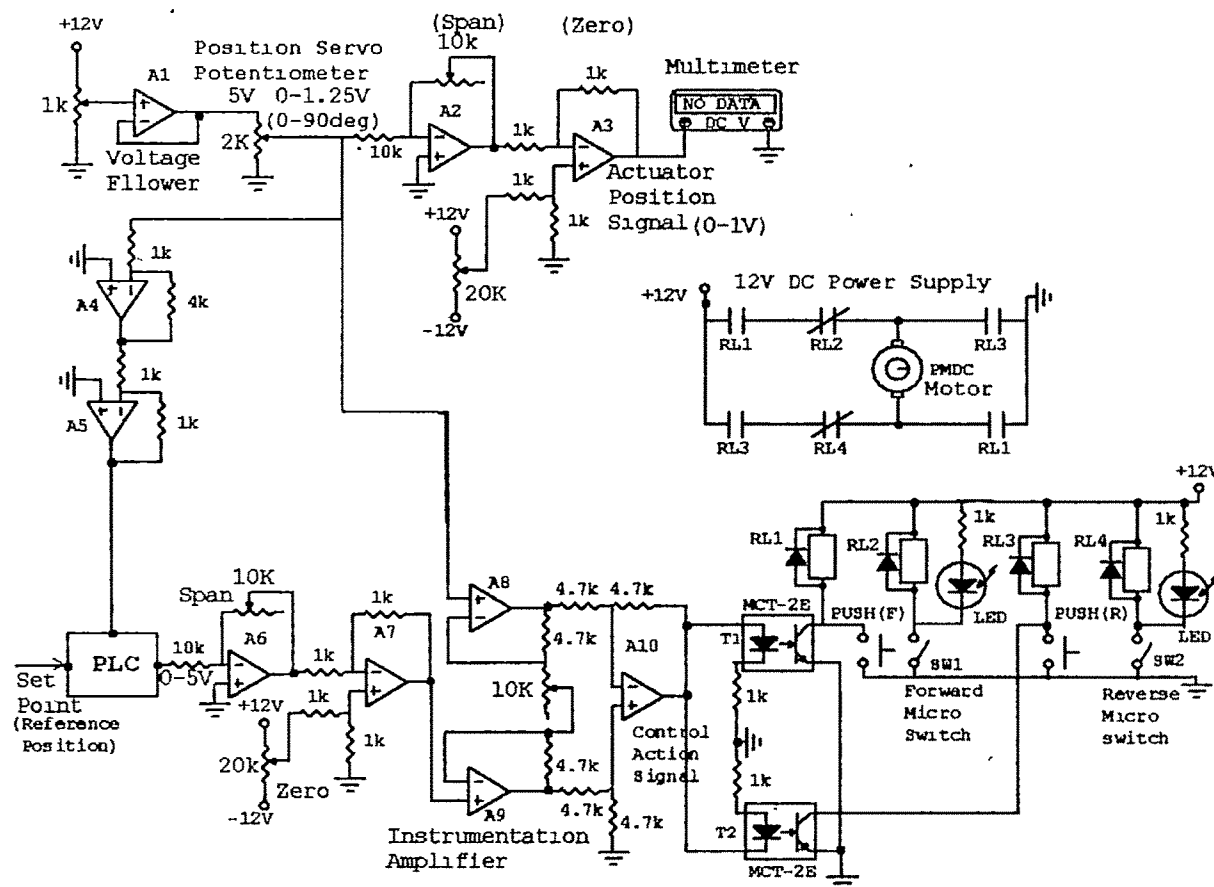 +12V
1k
A1
Voltage
Fllower
Position Servo
Potentiometer
5V 0-1.25V
(0-90deg)
2K
10k
(Span)
10k
A2
1k
(Zero)
1k
A3
1k
1k
+12V
20K
-12V
Multimeter
NO DATA
DC V
Actuator
Position
Signal (0-1V)
1k
A4
4k
1k
A5
1k
12V DC Power Supply
+12V
RL1
RL2
RL3
PMDC
Motor
RL3
RL4
RL1
Set
Point
(Reference
Position)
PLC
10k
0-5V
Span
10K
A6
1k
1k
A7
1k
1k
+12V
20k
Zero
-12V
A8
4.7k
4.7k
4.7k
10K
A10
4.7k
4.7k
4.7k
A9
Instrumentation
Amplifier
Control
Action
Signal
MCT-2E
T1
1k
1k
T2
MCT-2E
+12V
RL1
RL2
1k
LED
RL3
RL4
1k
LED
PUSH(F)
SW1
PUSH(R)
SW2
Forward
Micro
Switch
Reverse
Micro
switch